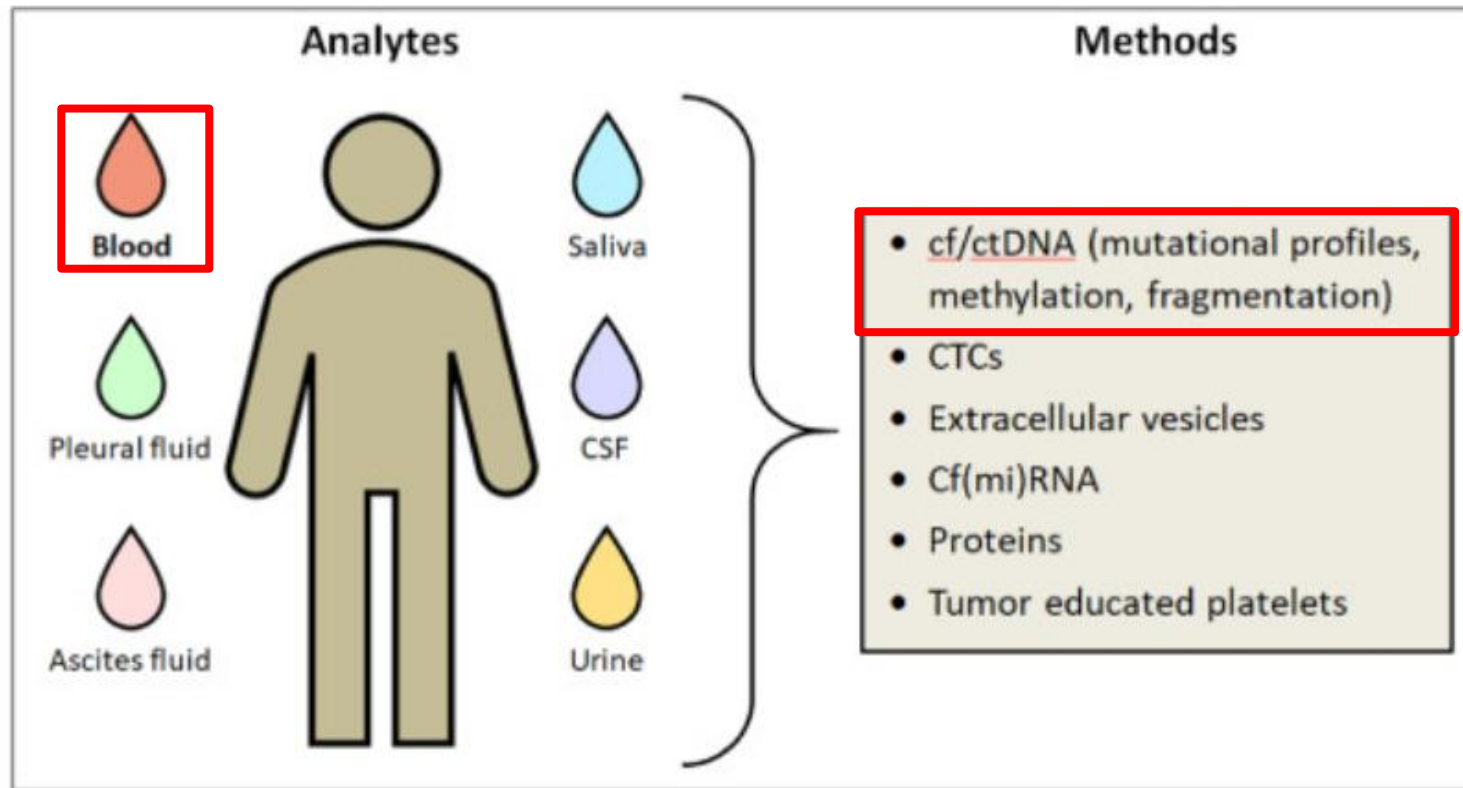 Analytes
Methods
Blood
Saliva
Pleural fluid
CSF
Ascites fluid
Urine
• cf/ctDNA (mutational profiles,
methylation, fragmentation)
• CTCs
• Extracellular vesicles
• Cf(mi)RNA
• Proteins
• Tumor educated platelets